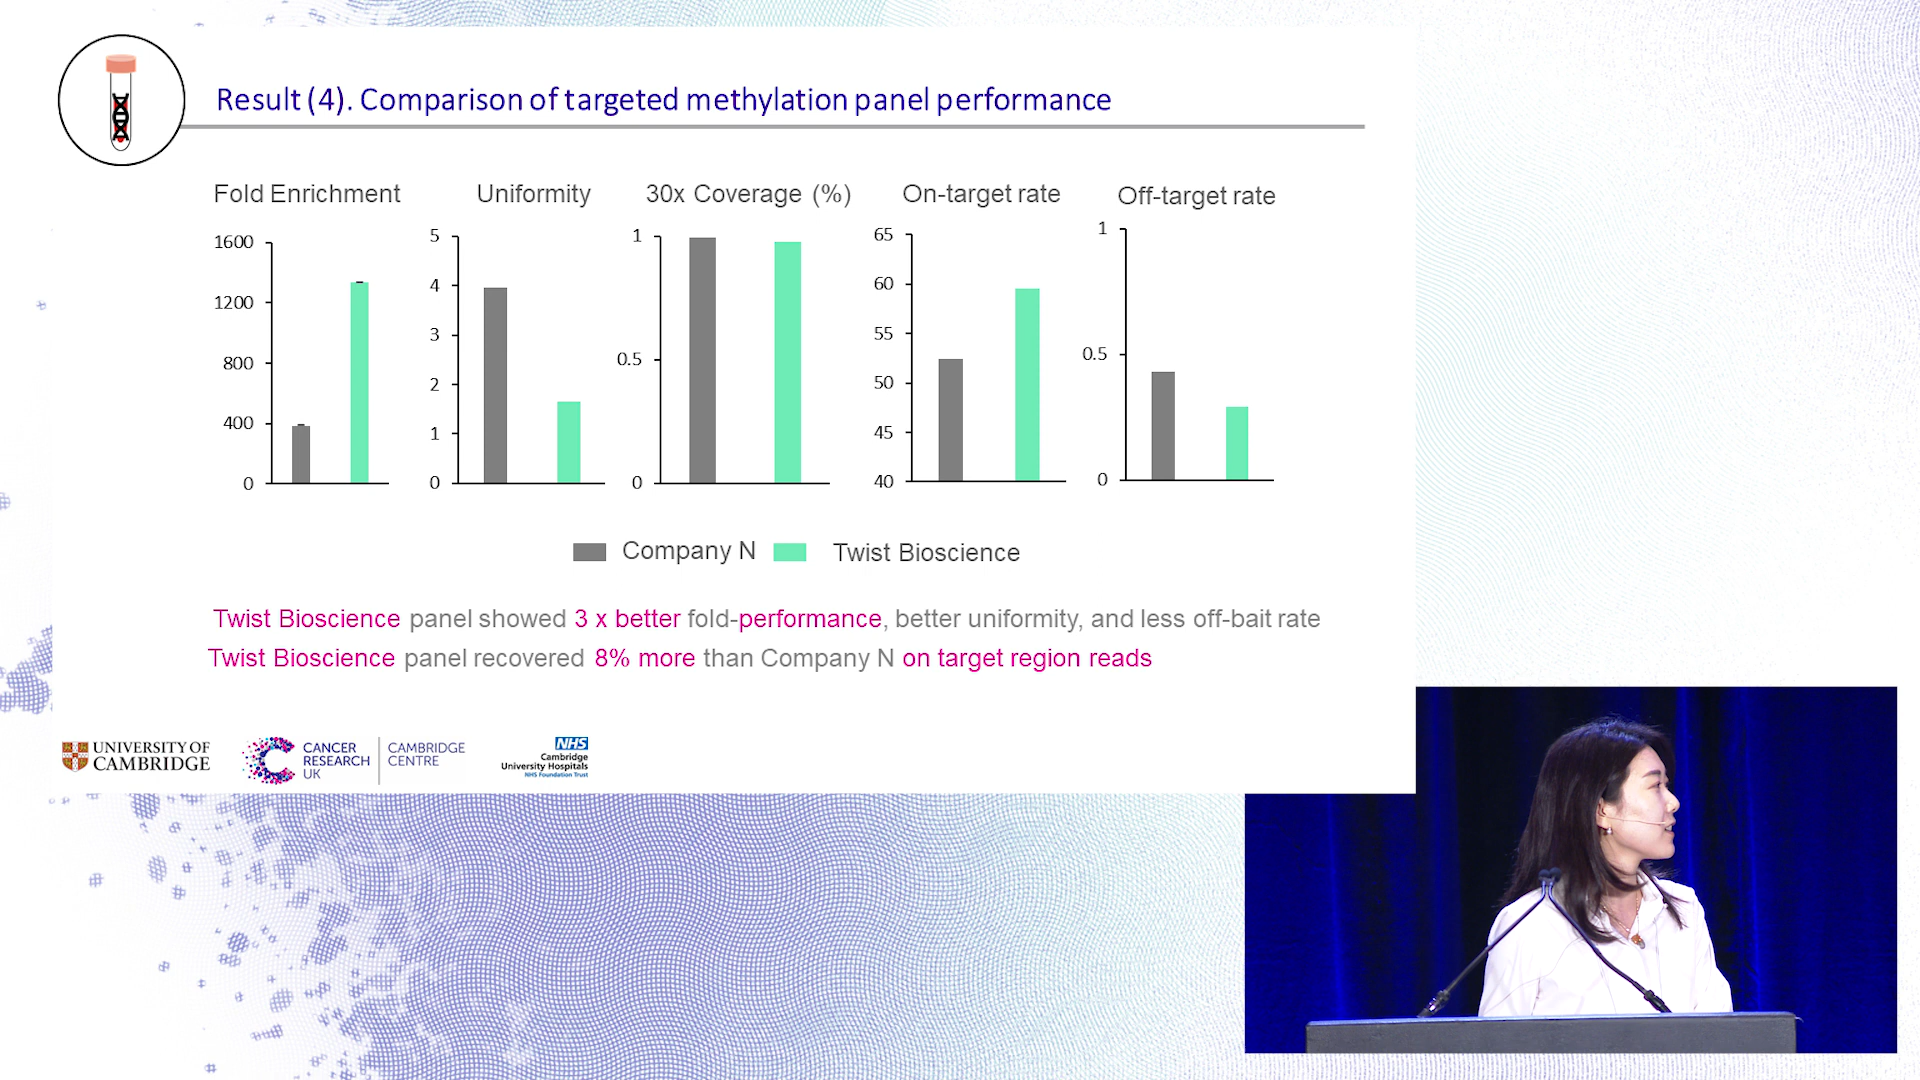 Result (4). Comparison of targeted methylation panel performance
Fold Enrichment
Uniformity
30x Coverage (%)
On-target rate
Off-target rate
1600
1200
800
400
0
5
4
3
2
1
0
1
0.5
0
65
60
55
50
45
40
1
0.5
0
Company N
Twist Bioscience
Twist Bioscience panel showed 3 x better fold-performance, better uniformity, and less off-bait rate
Twist Bioscience panel recovered 8% more than Company N on target region reads
UNIVERSITY OF
CAMBRIDGE
CANCER
RESEARCH
UK
CAMBRIDGE
CENTRE
NHS
Cambridge
University Hospitals
NHS Foundation Trust